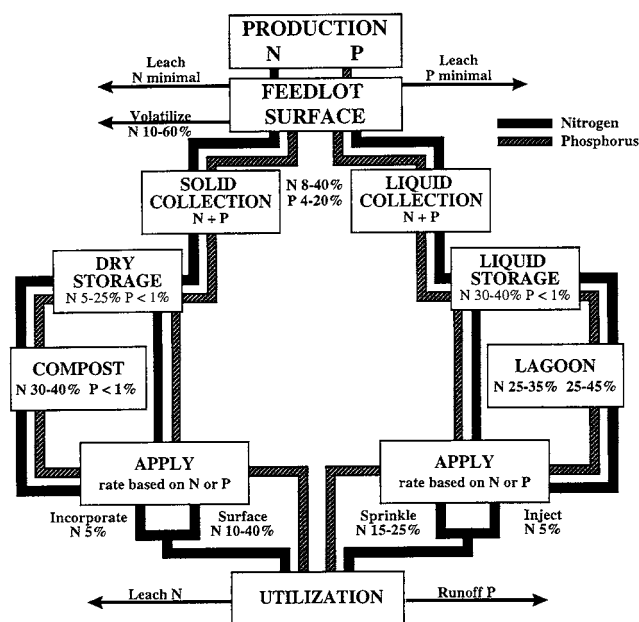 PRODUCTION
N P
Leach
N minimal
Leach
P minimal
FEEDLOT
SURFACE
Volatilize
N 10-60%
Nitrogen
Phosphorus
SOLID
COLLECTION
N + P
N 8-40%
P 4-20%
LIQUID
COLLECTION
N + P
DRY
STORAGE
N 5-25% P < 1%
LIQUID
STORAGE
N 30-40% P < 1%
COMPOST
N 30-40% P < 1%
LAGOON
N 25-35% 25-45%
APPLY
rate based on N or P
APPLY
rate based on N or P
Incorporate
N 5%
Surface
N 10-40%
Sprinkle
N 15-25%
Inject
N 5%
Leach N
UTILIZATION
Runoff P